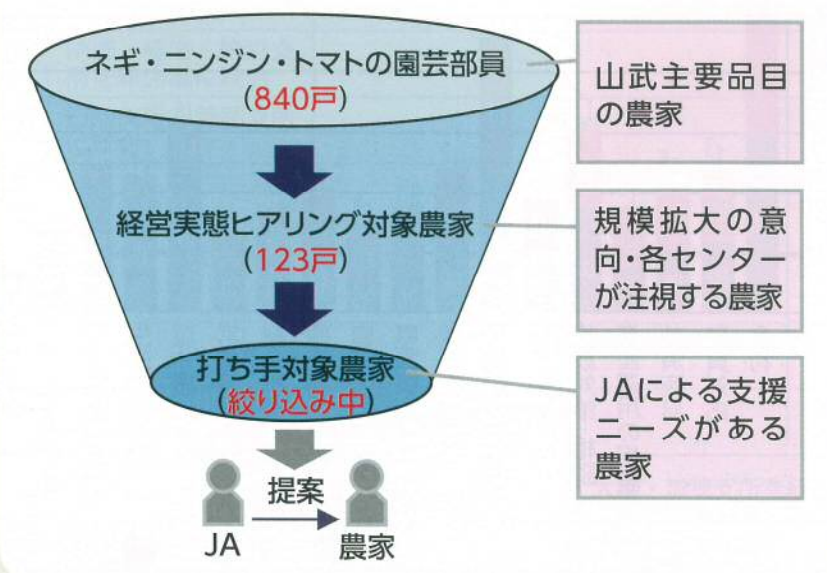 ネギ・ニンジン・トマトの園芸部員
(840戸)
山武主要品目
の農家
経営実態ヒアリング対象農家
(123戸)
規模拡大の意
向・各センター
が注視する農家
打ち手対象農家
(絞り込み中)
JAによる支援
ニーズがある
農家
提案
JA
農家